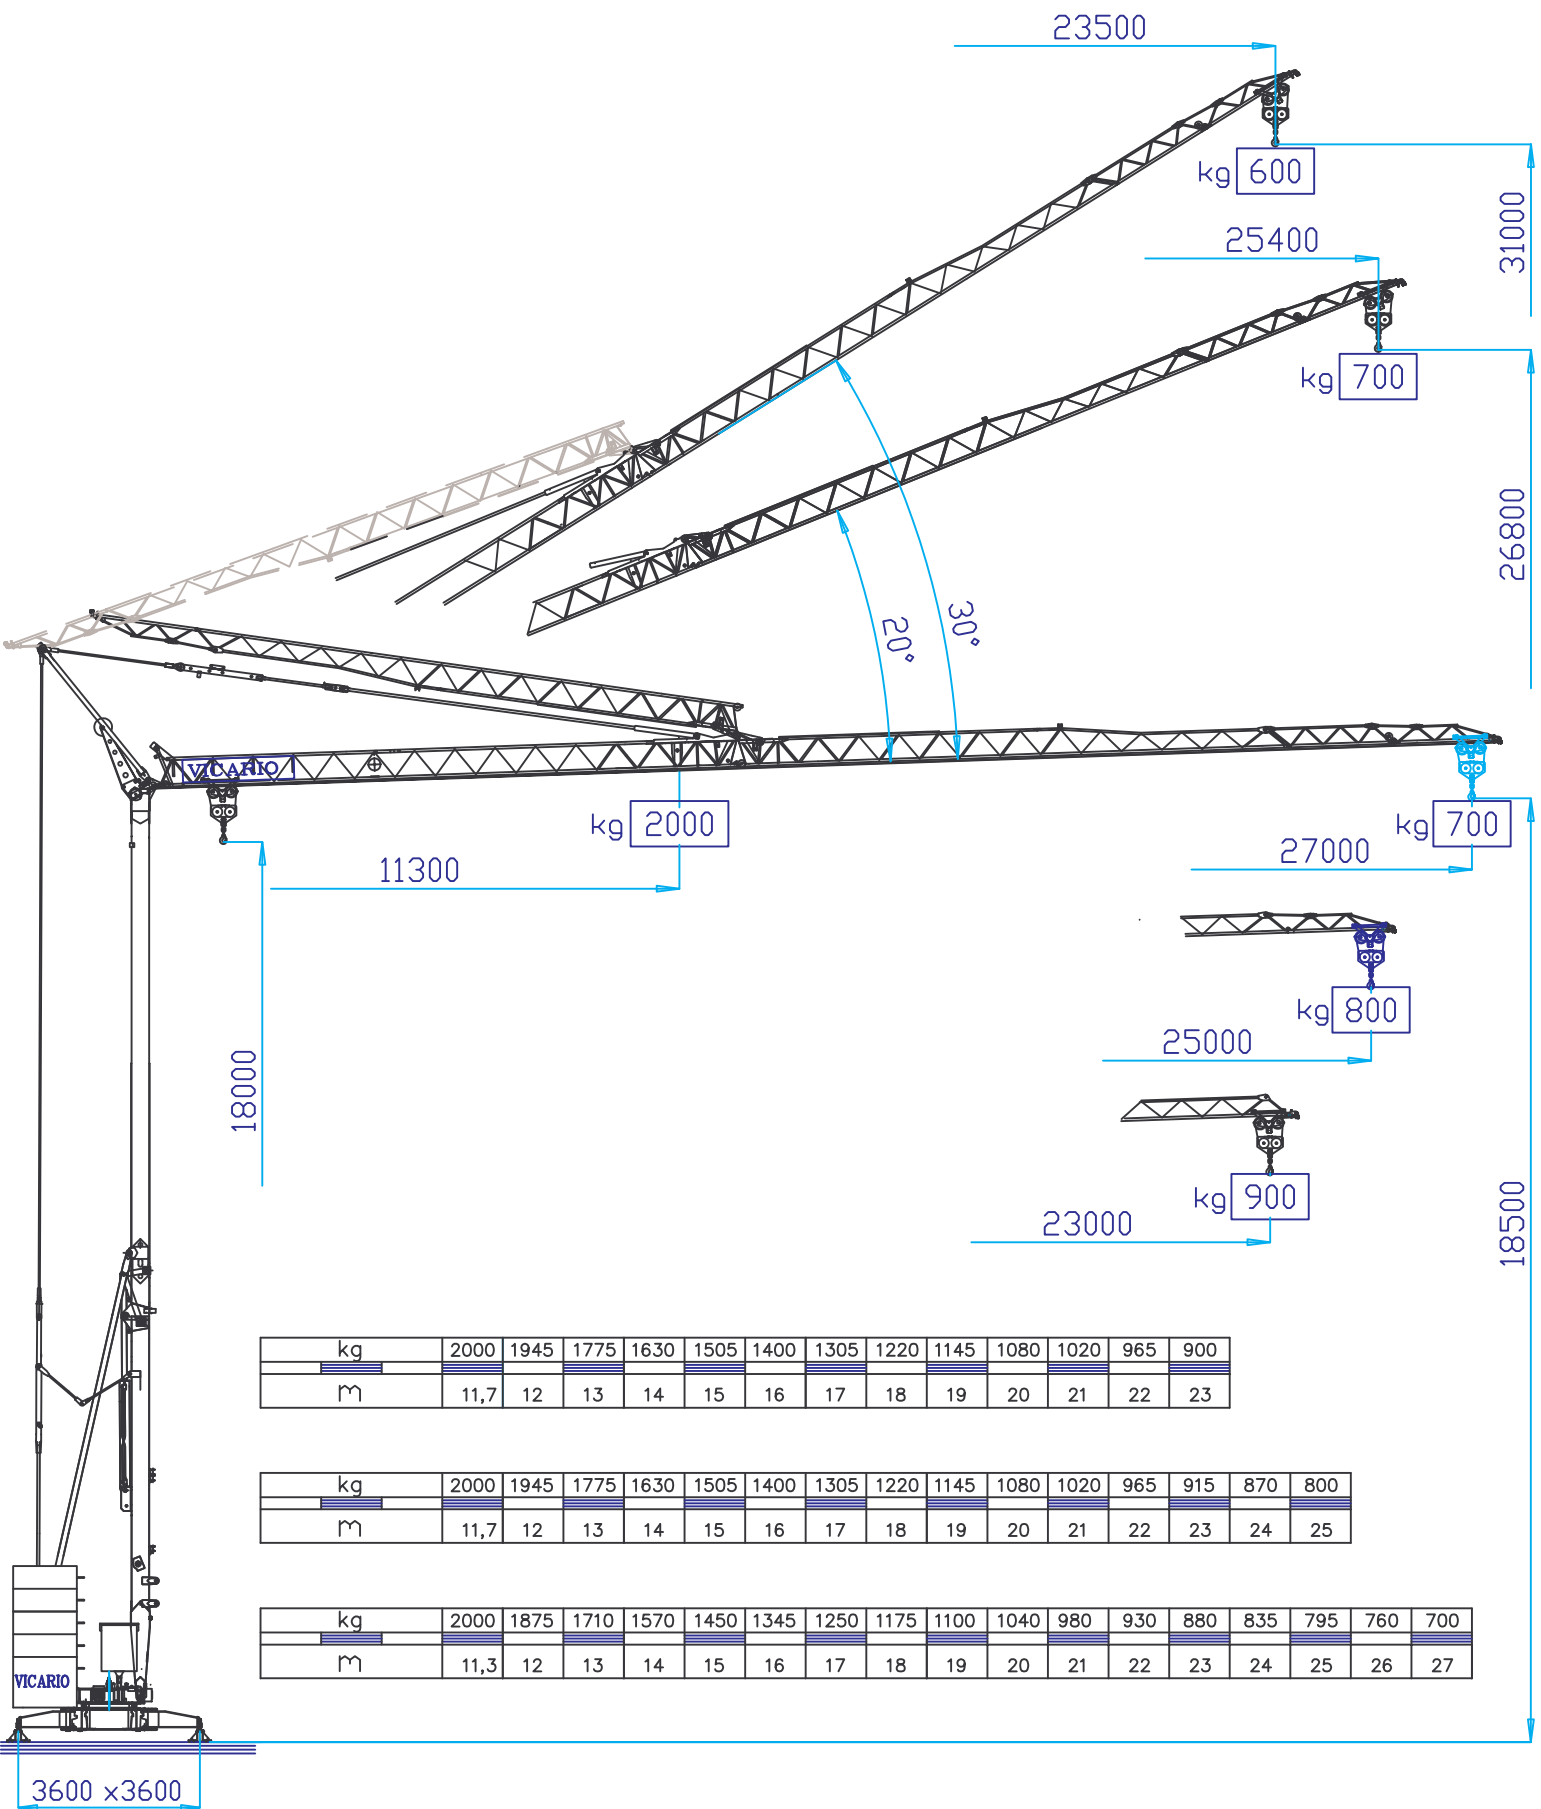 23500
kg 600
31000
25400
kg 700
26800
30°
20°
VICARIO
kg 2000
kg 700
11300
27000
18000
kg 800
25000
kg 900
23000
18500
kg 2000 1945 1775 1630 1505 1400 1305 1220 1145 1080 1020 965 900
m 11,7 12 13 14 15 16 17 18 19 20 21 22 23
kg 2000 1945 1775 1630 1505 1400 1305 1220 1145 1080 1020 965 915 870 800
m 11,7 12 13 14 15 16 17 18 19 20 21 22 23 24 25
kg 2000 1875 1710 1570 1450 1345 1250 1175 1100 1040 980 930 880 835 795 760 700
m 11,3 12 13 14 15 16 17 18 19 20 21 22 23 24 25 26 27
VICARIO
3600 x3600